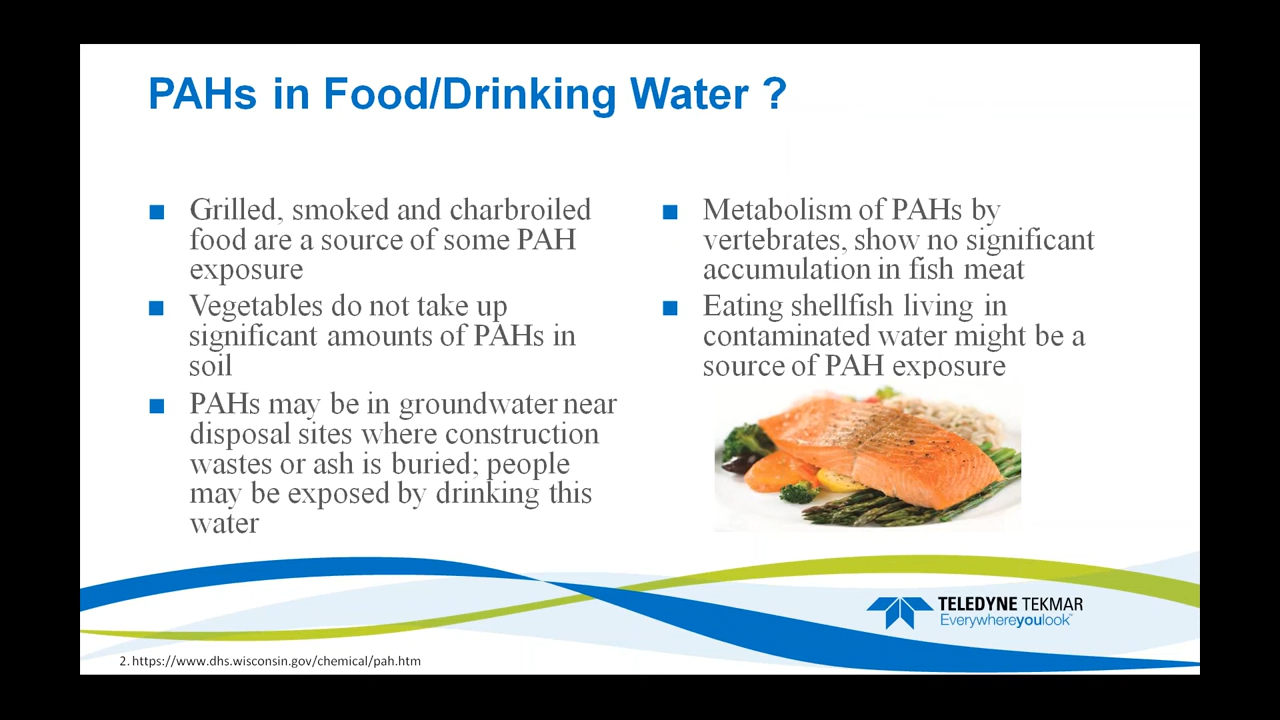 PAHs in Food/Drinking Water ?
■ Grilled, smoked and charbroiled
food are a source of some PAH
exposure
■ Vegetables do not take up
significant amounts of PAHs in
soil
■ PAHs may be in groundwater near
disposal sites where construction
wastes or ash is buried; people
may be exposed by drinking this
water
■ Metabolism of PAHs by
vertebrates, show no significant
accumulation in fish meat
■ Eating shellfish living in
contaminated water might be a
source of PAH exposure
TELEDYNE TEKMAR
Everywhereyoulook™
2. https://www.dhs.wisconsin.gov/chemical/pah.htm